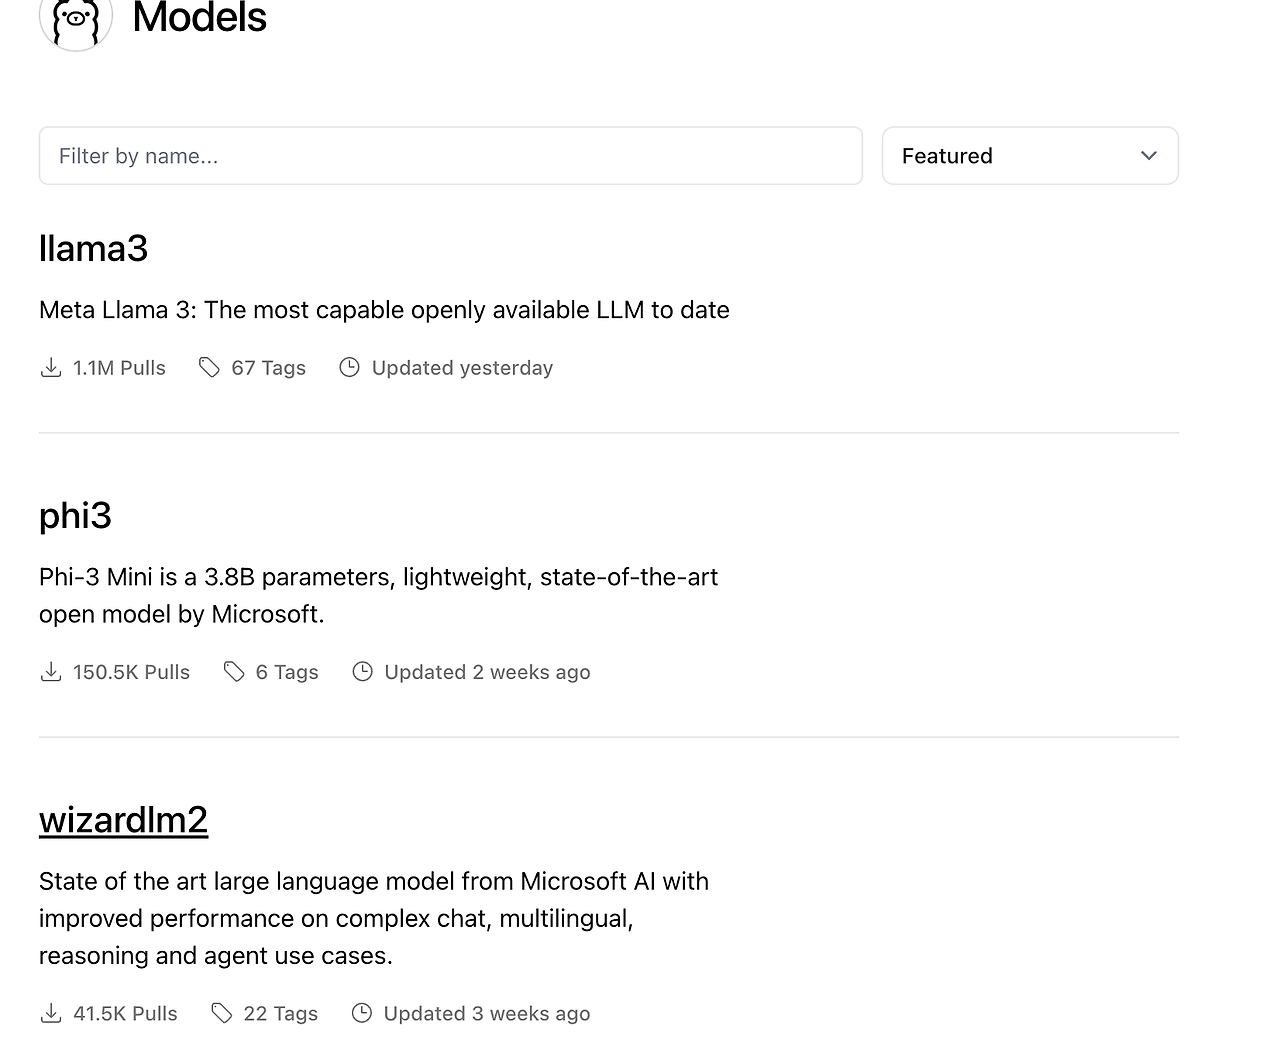 Models
Filter by name...
Featured
llama3
Meta Llama 3: The most capable openly available LLM to date
1.1M Pulls 67 Tags Updated yesterday
phi3
Phi-3 Mini is a 3.8B parameters, lightweight, state-of-the-art
open model by Microsoft.
150.5K Pulls 6 Tags Updated 2 weeks ago
wizardlm2
State of the art large language model from Microsoft AI with
improved performance on complex chat, multilingual,
reasoning and agent use cases.
41.5K Pulls 22 Tags Updated 3 weeks ago